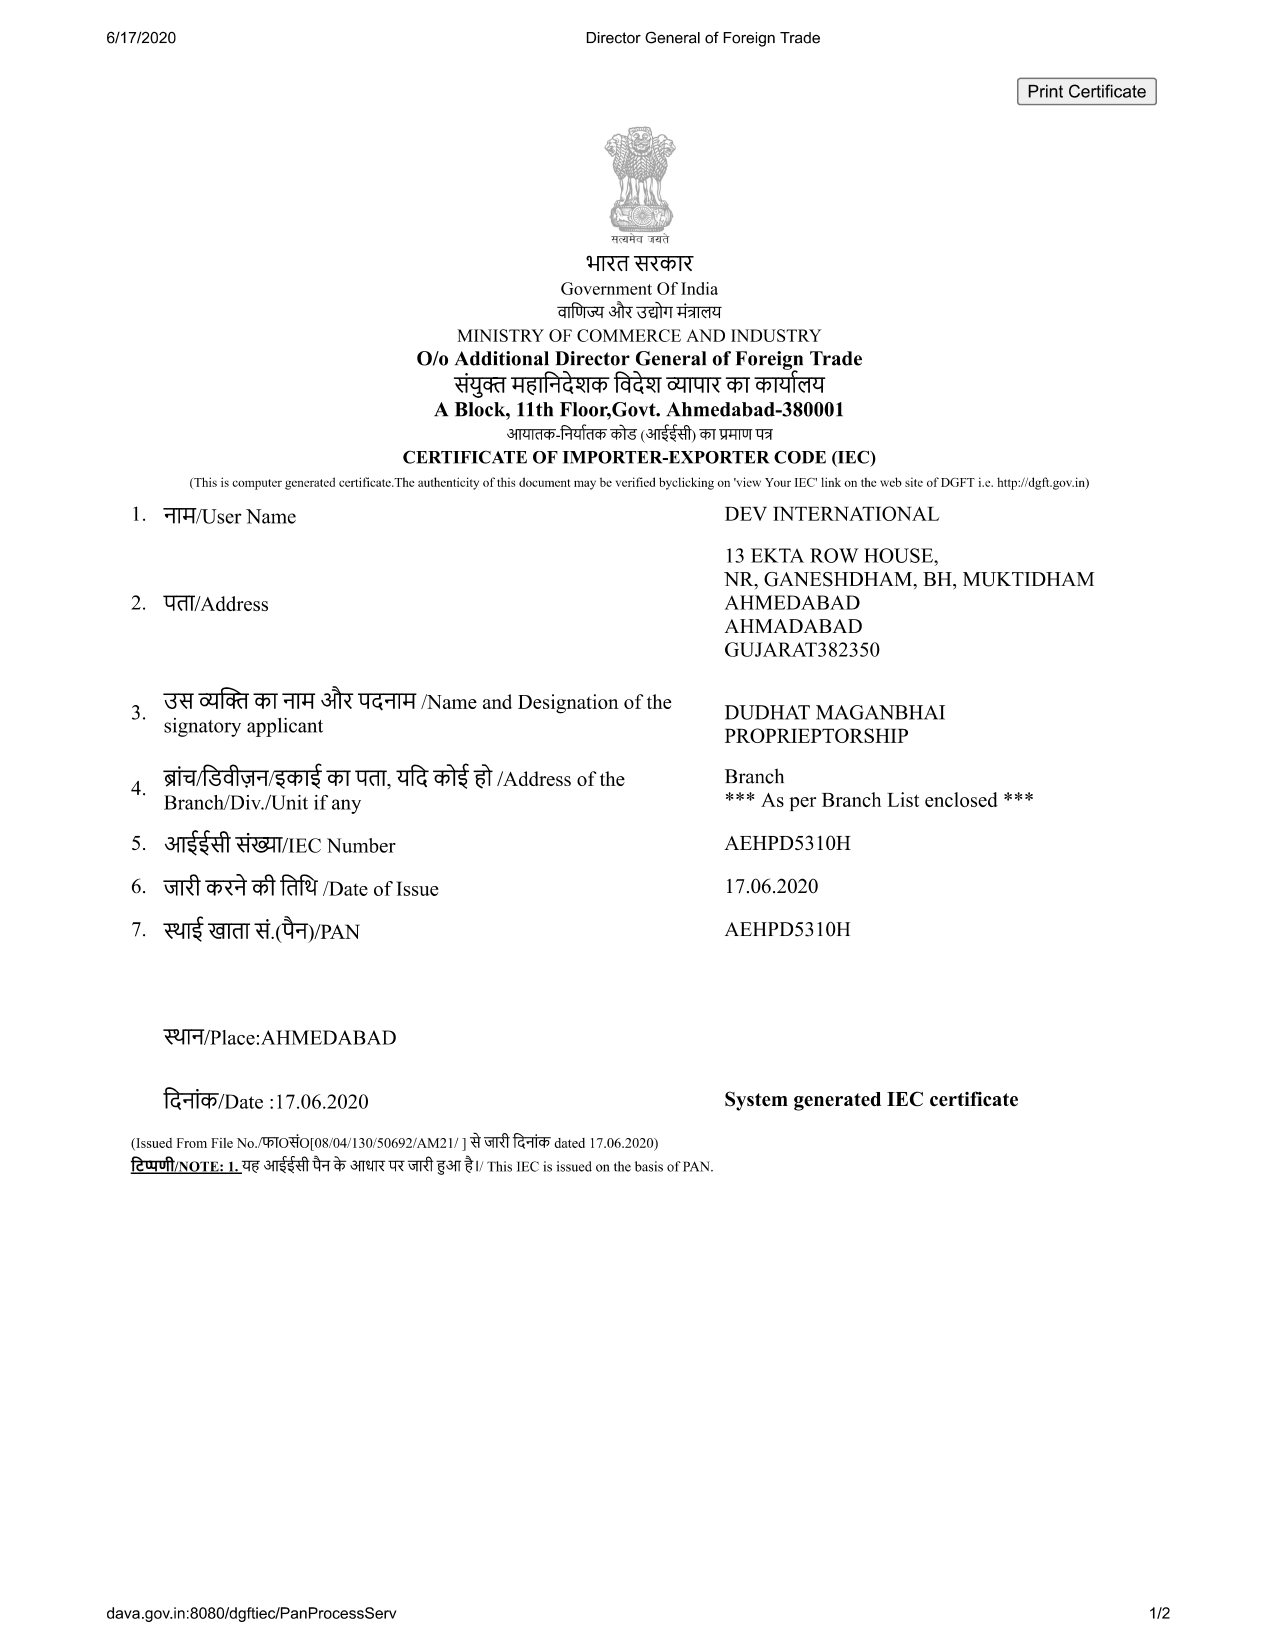 6/17/2020 Director General of Foreign Trade
Print Certificate
सत्यमेव जयते
भारत सरकार
Government Of India
वाणिज्य और उद्योग मंत्रालय
MINISTRY OF COMMERCE AND INDUSTRY
O/o Additional Director General of Foreign Trade
संयुक्त महानिदेशक विदेश व्यापार का कार्यालय
A Block, 11th Floor,Govt. Ahmedabad-380001
आयातक-निर्यातक कोड (आईईसी) का प्रमाण पत्र
CERTIFICATE OF IMPORTER-EXPORTER CODE (IEC)
(This is computer generated certificate.The authenticity of this document may be verified byclicking on 'view Your IEC' link on the web site of DGFT i.e. http://dgft.gov.in)
1. नाम/User Name DEV INTERNATIONAL
2. पता/Address
13 EKTA ROW HOUSE,
NR, GANESHDHAM, BH, MUKTIDHAM
AHMEDABAD
AHMADABAD
GUJARAT382350
3. उस व्यक्ति का नाम और पदनाम /Name and Designation of the
signatory applicant
DUDHAT MAGANBHAI
PROPRIEPTORSHIP
4. ब्रांच/डिवीज़न/इकाई का पता, यदि कोई हो /Address of the
Branch/Div./Unit if any
Branch
*** As per Branch List enclosed ***
5. आईईसी संख्या/IEC Number AEHPD5310H
6. जारी करने की तिथि /Date of Issue 17.06.2020
7. स्थाई खाता सं.(पैन)/PAN AEHPD5310H
स्थान/Place:AHMEDABAD
दिनांक/Date :17.06.2020 System generated IEC certificate
(Issued From File No./फाOसंO[08/04/130/50692/AM21/ ] से जारी दिनांक dated 17.06.2020)
टिप्पणी/NOTE: 1. यह आईईसी पैन के आधार पर जारी हुआ है।/ This IEC is issued on the basis of PAN.
dava.gov.in:8080/dgftiec/PanProcessServ 1/2